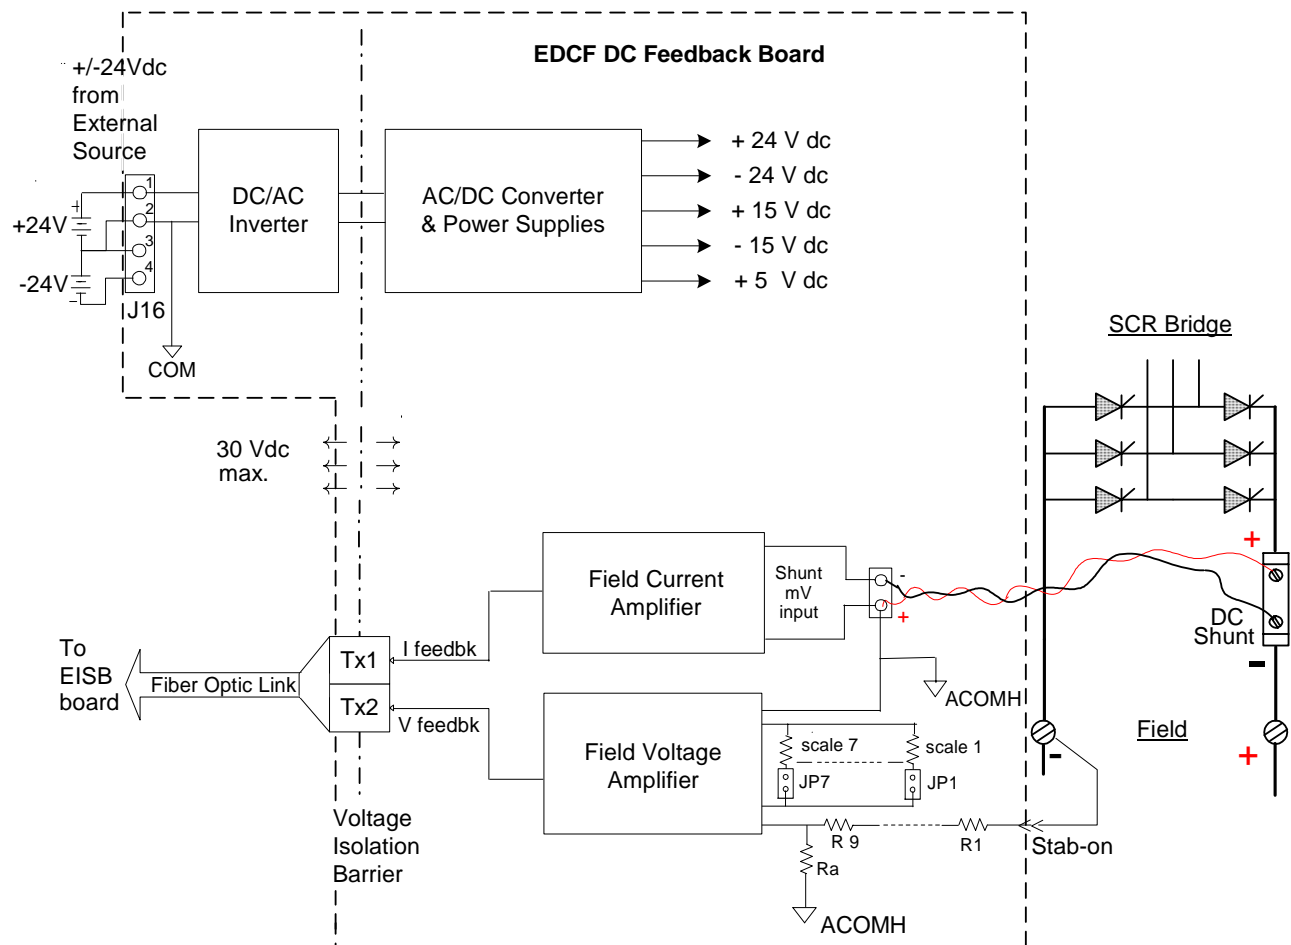 EDCF DC Feedback Board
+/-24Vdc
from
External
Source
1
2
3
4
+
+24V
-24V
-
J16
COM
DC/AC
Inverter
AC/DC Converter
& Power Supplies
+ 24 V dc
- 24 V dc
+ 15 V dc
- 15 V dc
+ 5 V dc
SCR Bridge
30 Vdc
max.
Field Current
Amplifier
Shunt
mV
input
-
+
+
DC
Shunt
-
To
EISB
board
Fiber Optic Link
Tx1
Tx2
I feedbk
V feedbk
ACOMH
Field Voltage
Amplifier
scale 7
scale 1
JP7
JP1
-
Field
+
R 9
R1
Stab-on
Ra
ACOMH
Voltage
Isolation
Barrier